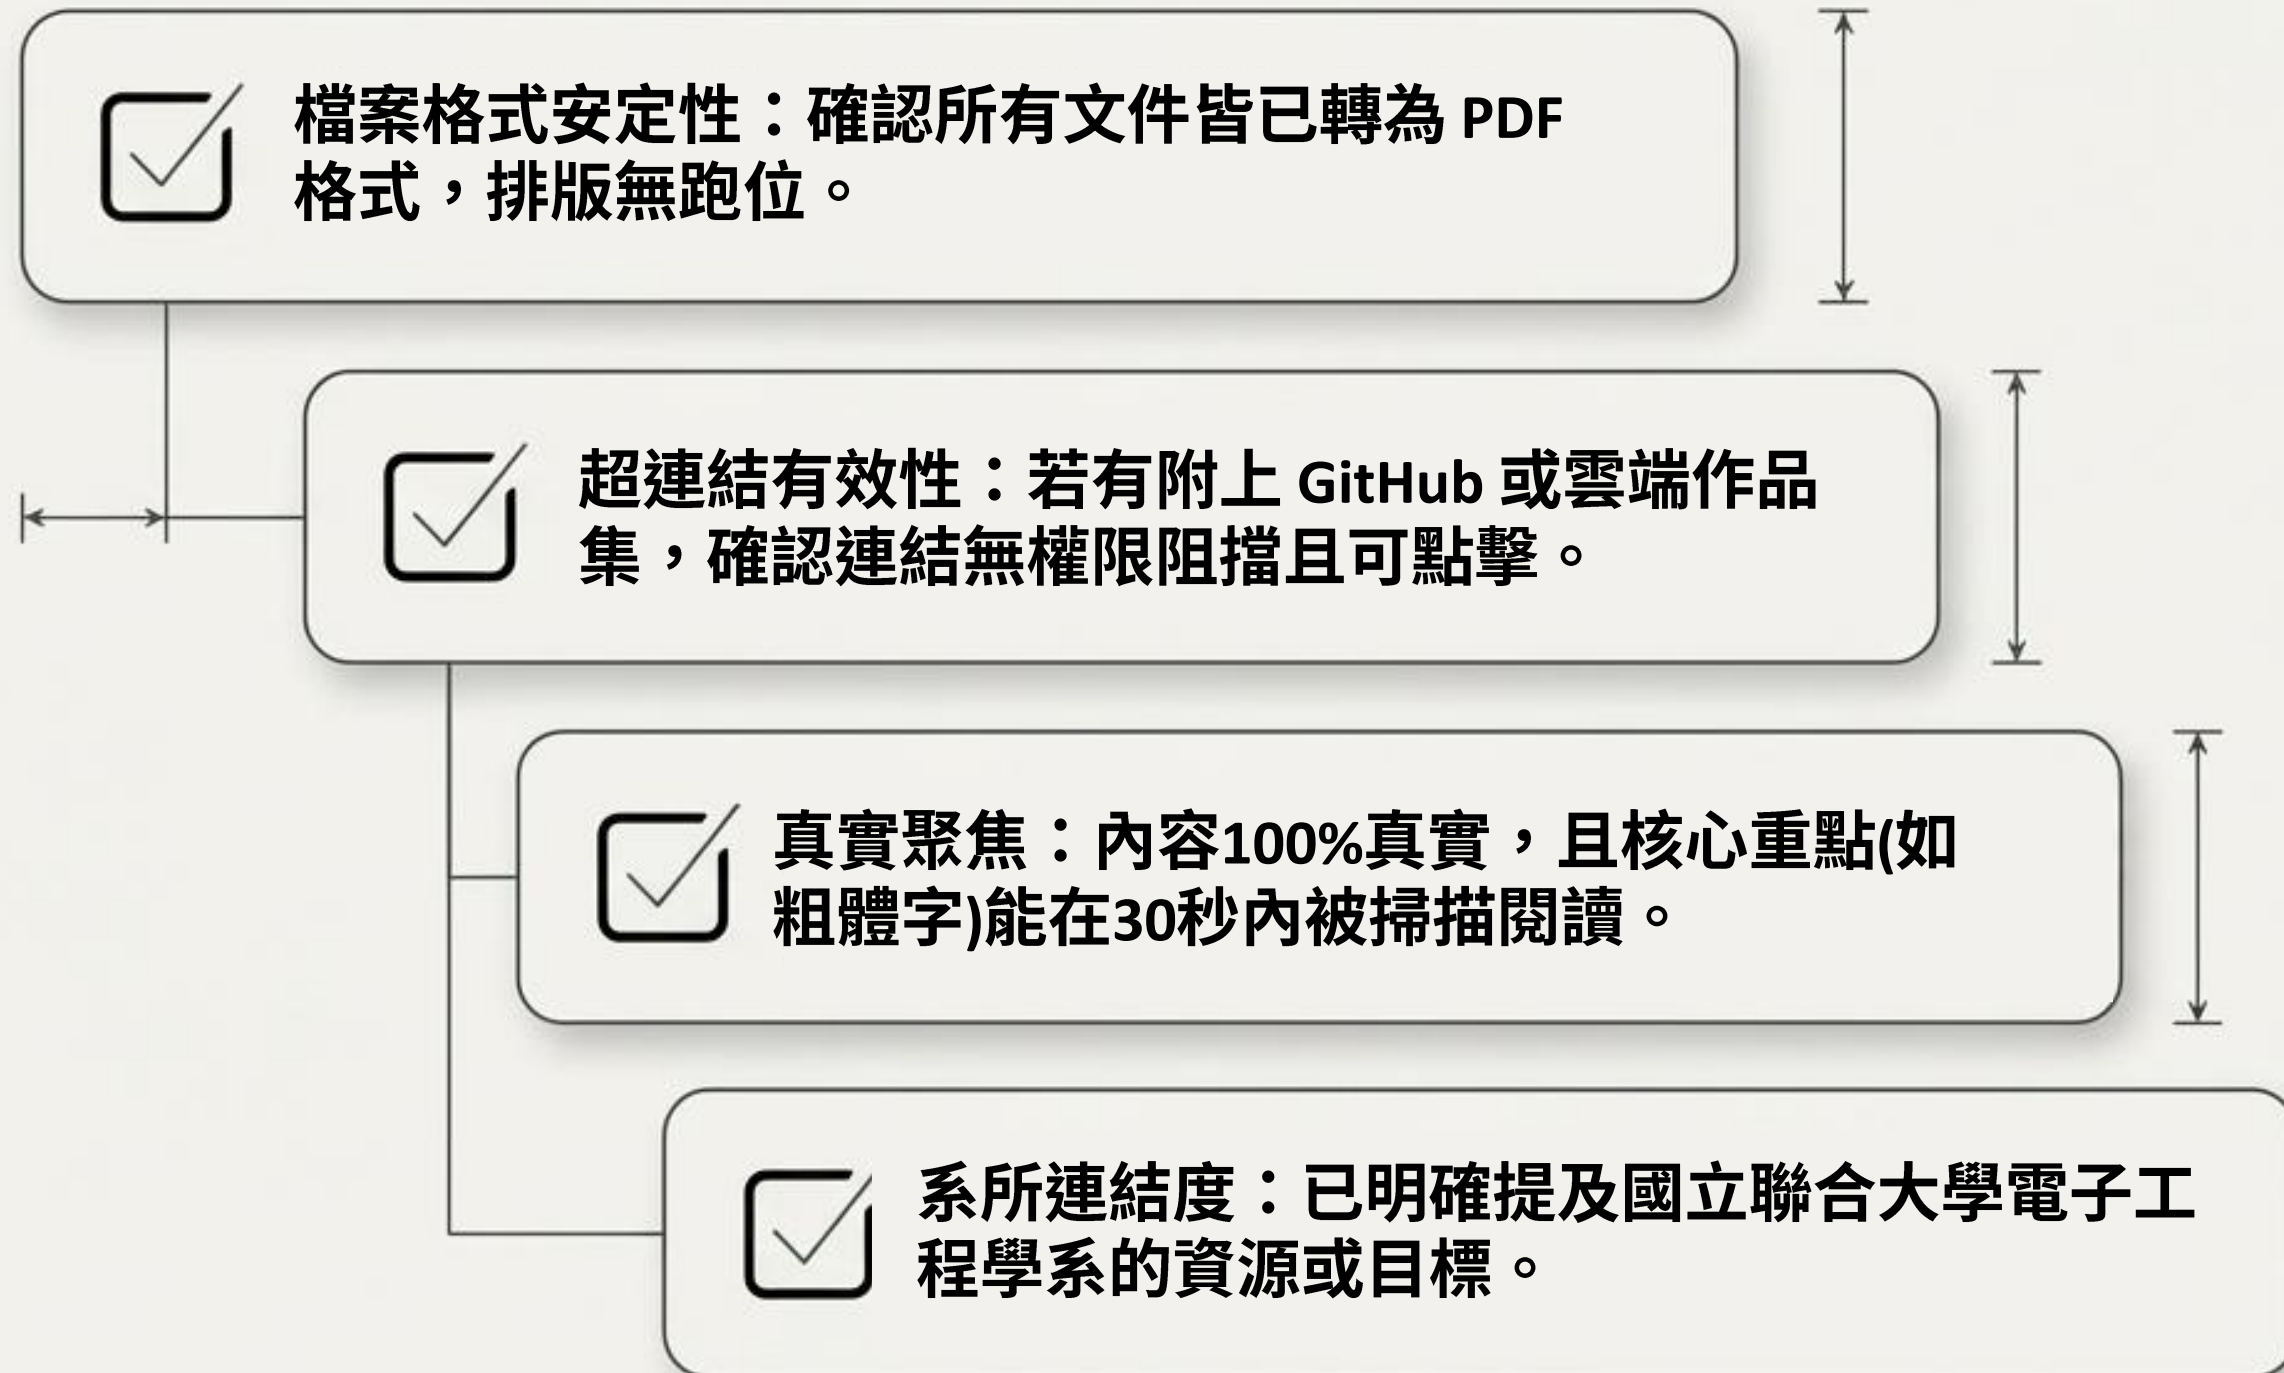 檔案格式安定性：確認所有文件皆已轉為 PDF
格式，排版無跑位。
超連結有效性：若有附上 GitHub 或雲端作品
集，確認連結無權限阻擋且可點擊。
真實聚焦：內容100%真實，且核心重點(如
粗體字)能在30秒內被掃描閱讀。
系所連結度：已明確提及國立聯合大學電子工
程學系的資源或目標。